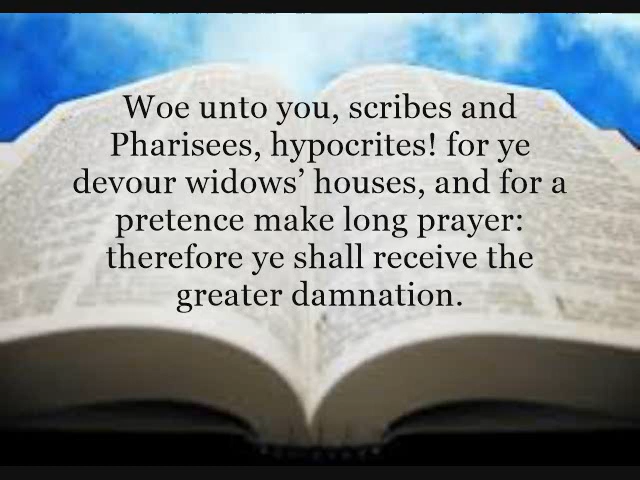 Woe unto you, scribes and
Pharisees, hypocrites! for ye
devour widows’ houses, and for a
pretence make long prayer:
therefore ye shall receive the
greater damnation.